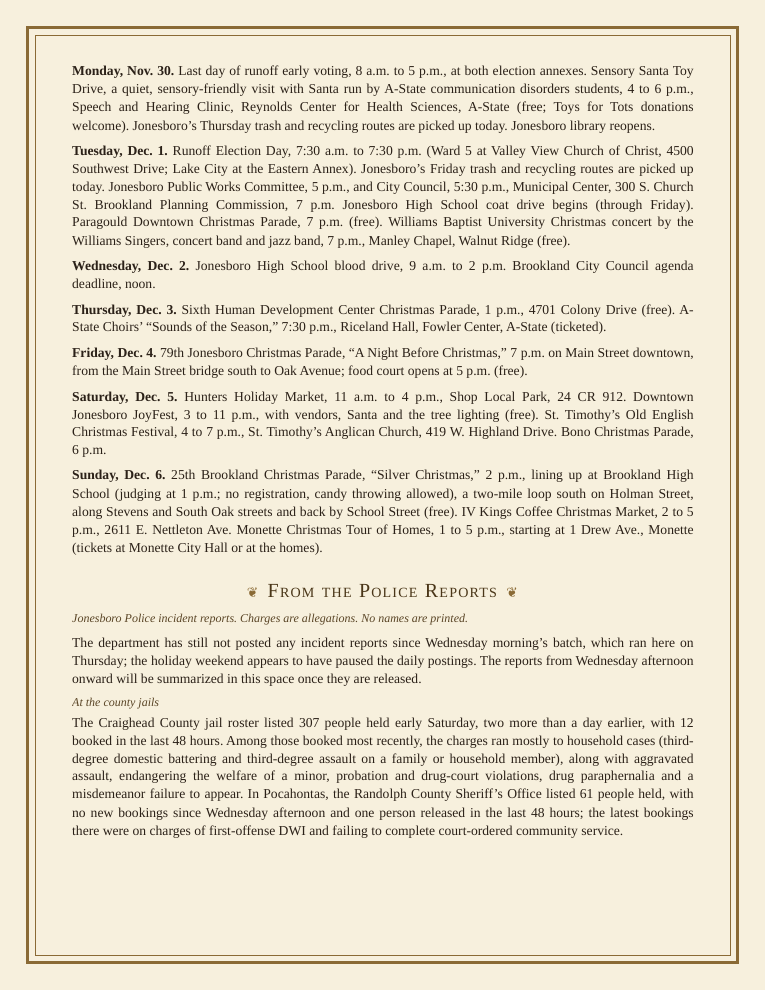 Monday, Nov. 30. Last day of runoff early voting, 8 a.m. to 5 p.m., at both election annexes. Sensory Santa Toy
Drive, a quiet, sensory-friendly visit with Santa run by A-State communication disorders students, 4 to 6 p.m.,
Speech and Hearing Clinic, Reynolds Center for Health Sciences, A-State (free; Toys for Tots donations
welcome). Jonesboro’s Thursday trash and recycling routes are picked up today. Jonesboro library reopens.
Tuesday, Dec. 1. Runoff Election Day, 7:30 a.m. to 7:30 p.m. (Ward 5 at Valley View Church of Christ, 4500
Southwest Drive; Lake City at the Eastern Annex). Jonesboro’s Friday trash and recycling routes are picked up
today. Jonesboro Public Works Committee, 5 p.m., and City Council, 5:30 p.m., Municipal Center, 300 S. Church
St. Brookland Planning Commission, 7 p.m. Jonesboro High School coat drive begins (through Friday).
Paragould Downtown Christmas Parade, 7 p.m. (free). Williams Baptist University Christmas concert by the
Williams Singers, concert band and jazz band, 7 p.m., Manley Chapel, Walnut Ridge (free).
Wednesday, Dec. 2. Jonesboro High School blood drive, 9 a.m. to 2 p.m. Brookland City Council agenda
deadline, noon.
Thursday, Dec. 3. Sixth Human Development Center Christmas Parade, 1 p.m., 4701 Colony Drive (free). A-
State Choirs’ “Sounds of the Season,” 7:30 p.m., Riceland Hall, Fowler Center, A-State (ticketed).
Friday, Dec. 4. 79th Jonesboro Christmas Parade, “A Night Before Christmas,” 7 p.m. on Main Street downtown,
from the Main Street bridge south to Oak Avenue; food court opens at 5 p.m. (free).
Saturday, Dec. 5. Hunters Holiday Market, 11 a.m. to 4 p.m., Shop Local Park, 24 CR 912. Downtown
Jonesboro JoyFest, 3 to 11 p.m., with vendors, Santa and the tree lighting (free). St. Timothy’s Old English
Christmas Festival, 4 to 7 p.m., St. Timothy’s Anglican Church, 419 W. Highland Drive. Bono Christmas Parade,
6 p.m.
Sunday, Dec. 6. 25th Brookland Christmas Parade, “Silver Christmas,” 2 p.m., lining up at Brookland High
School (judging at 1 p.m.; no registration, candy throwing allowed), a two-mile loop south on Holman Street,
along Stevens and South Oak streets and back by School Street (free). IV Kings Coffee Christmas Market, 2 to 5
p.m., 2611 E. Nettleton Ave. Monette Christmas Tour of Homes, 1 to 5 p.m., starting at 1 Drew Ave., Monette
(tickets at Monette City Hall or at the homes).
❦ From the Police Reports ❦
Jonesboro Police incident reports. Charges are allegations. No names are printed.
The department has still not posted any incident reports since Wednesday morning’s batch, which ran here on
Thursday; the holiday weekend appears to have paused the daily postings. The reports from Wednesday afternoon
onward will be summarized in this space once they are released.
At the county jails
The Craighead County jail roster listed 307 people held early Saturday, two more than a day earlier, with 12
booked in the last 48 hours. Among those booked most recently, the charges ran mostly to household cases (third-
degree domestic battering and third-degree assault on a family or household member), along with aggravated
assault, endangering the welfare of a minor, probation and drug-court violations, drug paraphernalia and a
misdemeanor failure to appear. In Pocahontas, the Randolph County Sheriff’s Office listed 61 people held, with
no new bookings since Wednesday afternoon and one person released in the last 48 hours; the latest bookings
there were on charges of first-offense DWI and failing to complete court-ordered community service.